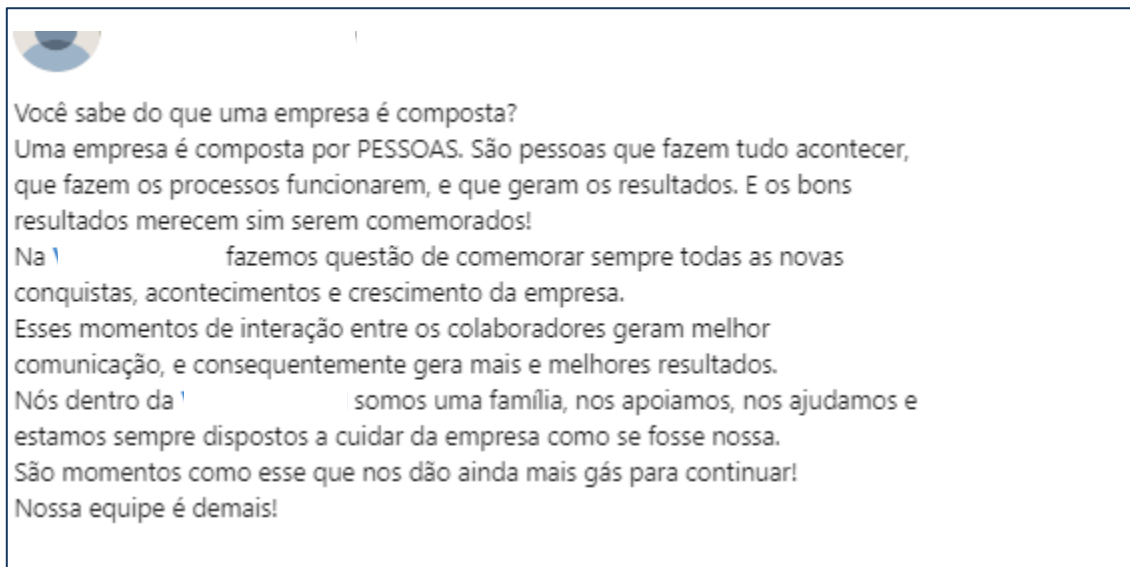 Você sabe do que uma empresa é composta?
Uma empresa é composta por PESSOAS. São pessoas que fazem tudo acontecer,
que fazem os processos funcionarem, e que geram os resultados. E os bons
resultados merecem sim serem comemorados!
Na fazemos questão de comemorar sempre todas as novas
conquistas, acontecimentos e crescimento da empresa.
Esses momentos de interação entre os colaboradores geram melhor
comunicação, e consequentemente gera mais e melhores resultados.
Nós dentro da somos uma família, nos apoiamos, nos ajudamos e
estamos sempre dispostos a cuidar da empresa como se fosse nossa.
São momentos como esse que nos dão ainda mais gás para continuar!
Nossa equipe é demais!